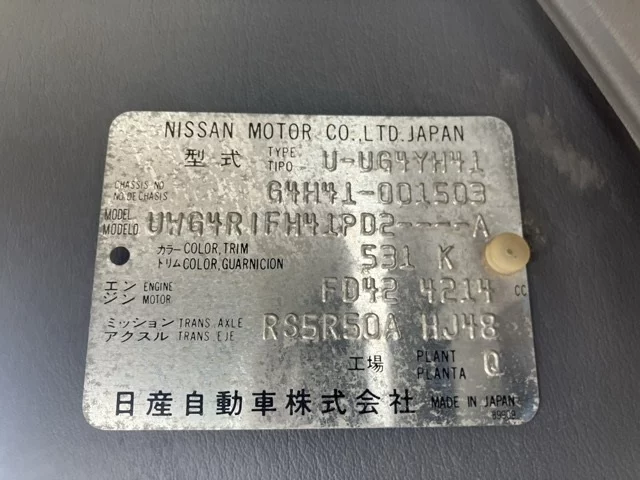 NISSAN MOTOR CO.,LTD.JAPAN
型式 TYPE TIPO U-UG4YH41
CHASSIS NO. NO.DE CHASIS G4H41-001503
MODEL MODELO UWG4R1FH41PD2----A
カラー COLOR,TRIM トリム COLOR,GUARNICION 531 K
エンジン ENGINE MOTOR FD42 4214 CC
ミッション TRANS.AXLE アクスル TRANS.EJE RS5R50A HJ48
工場 PLANT PLANTA Q
日産自動車株式会社 MADE IN JAPAN